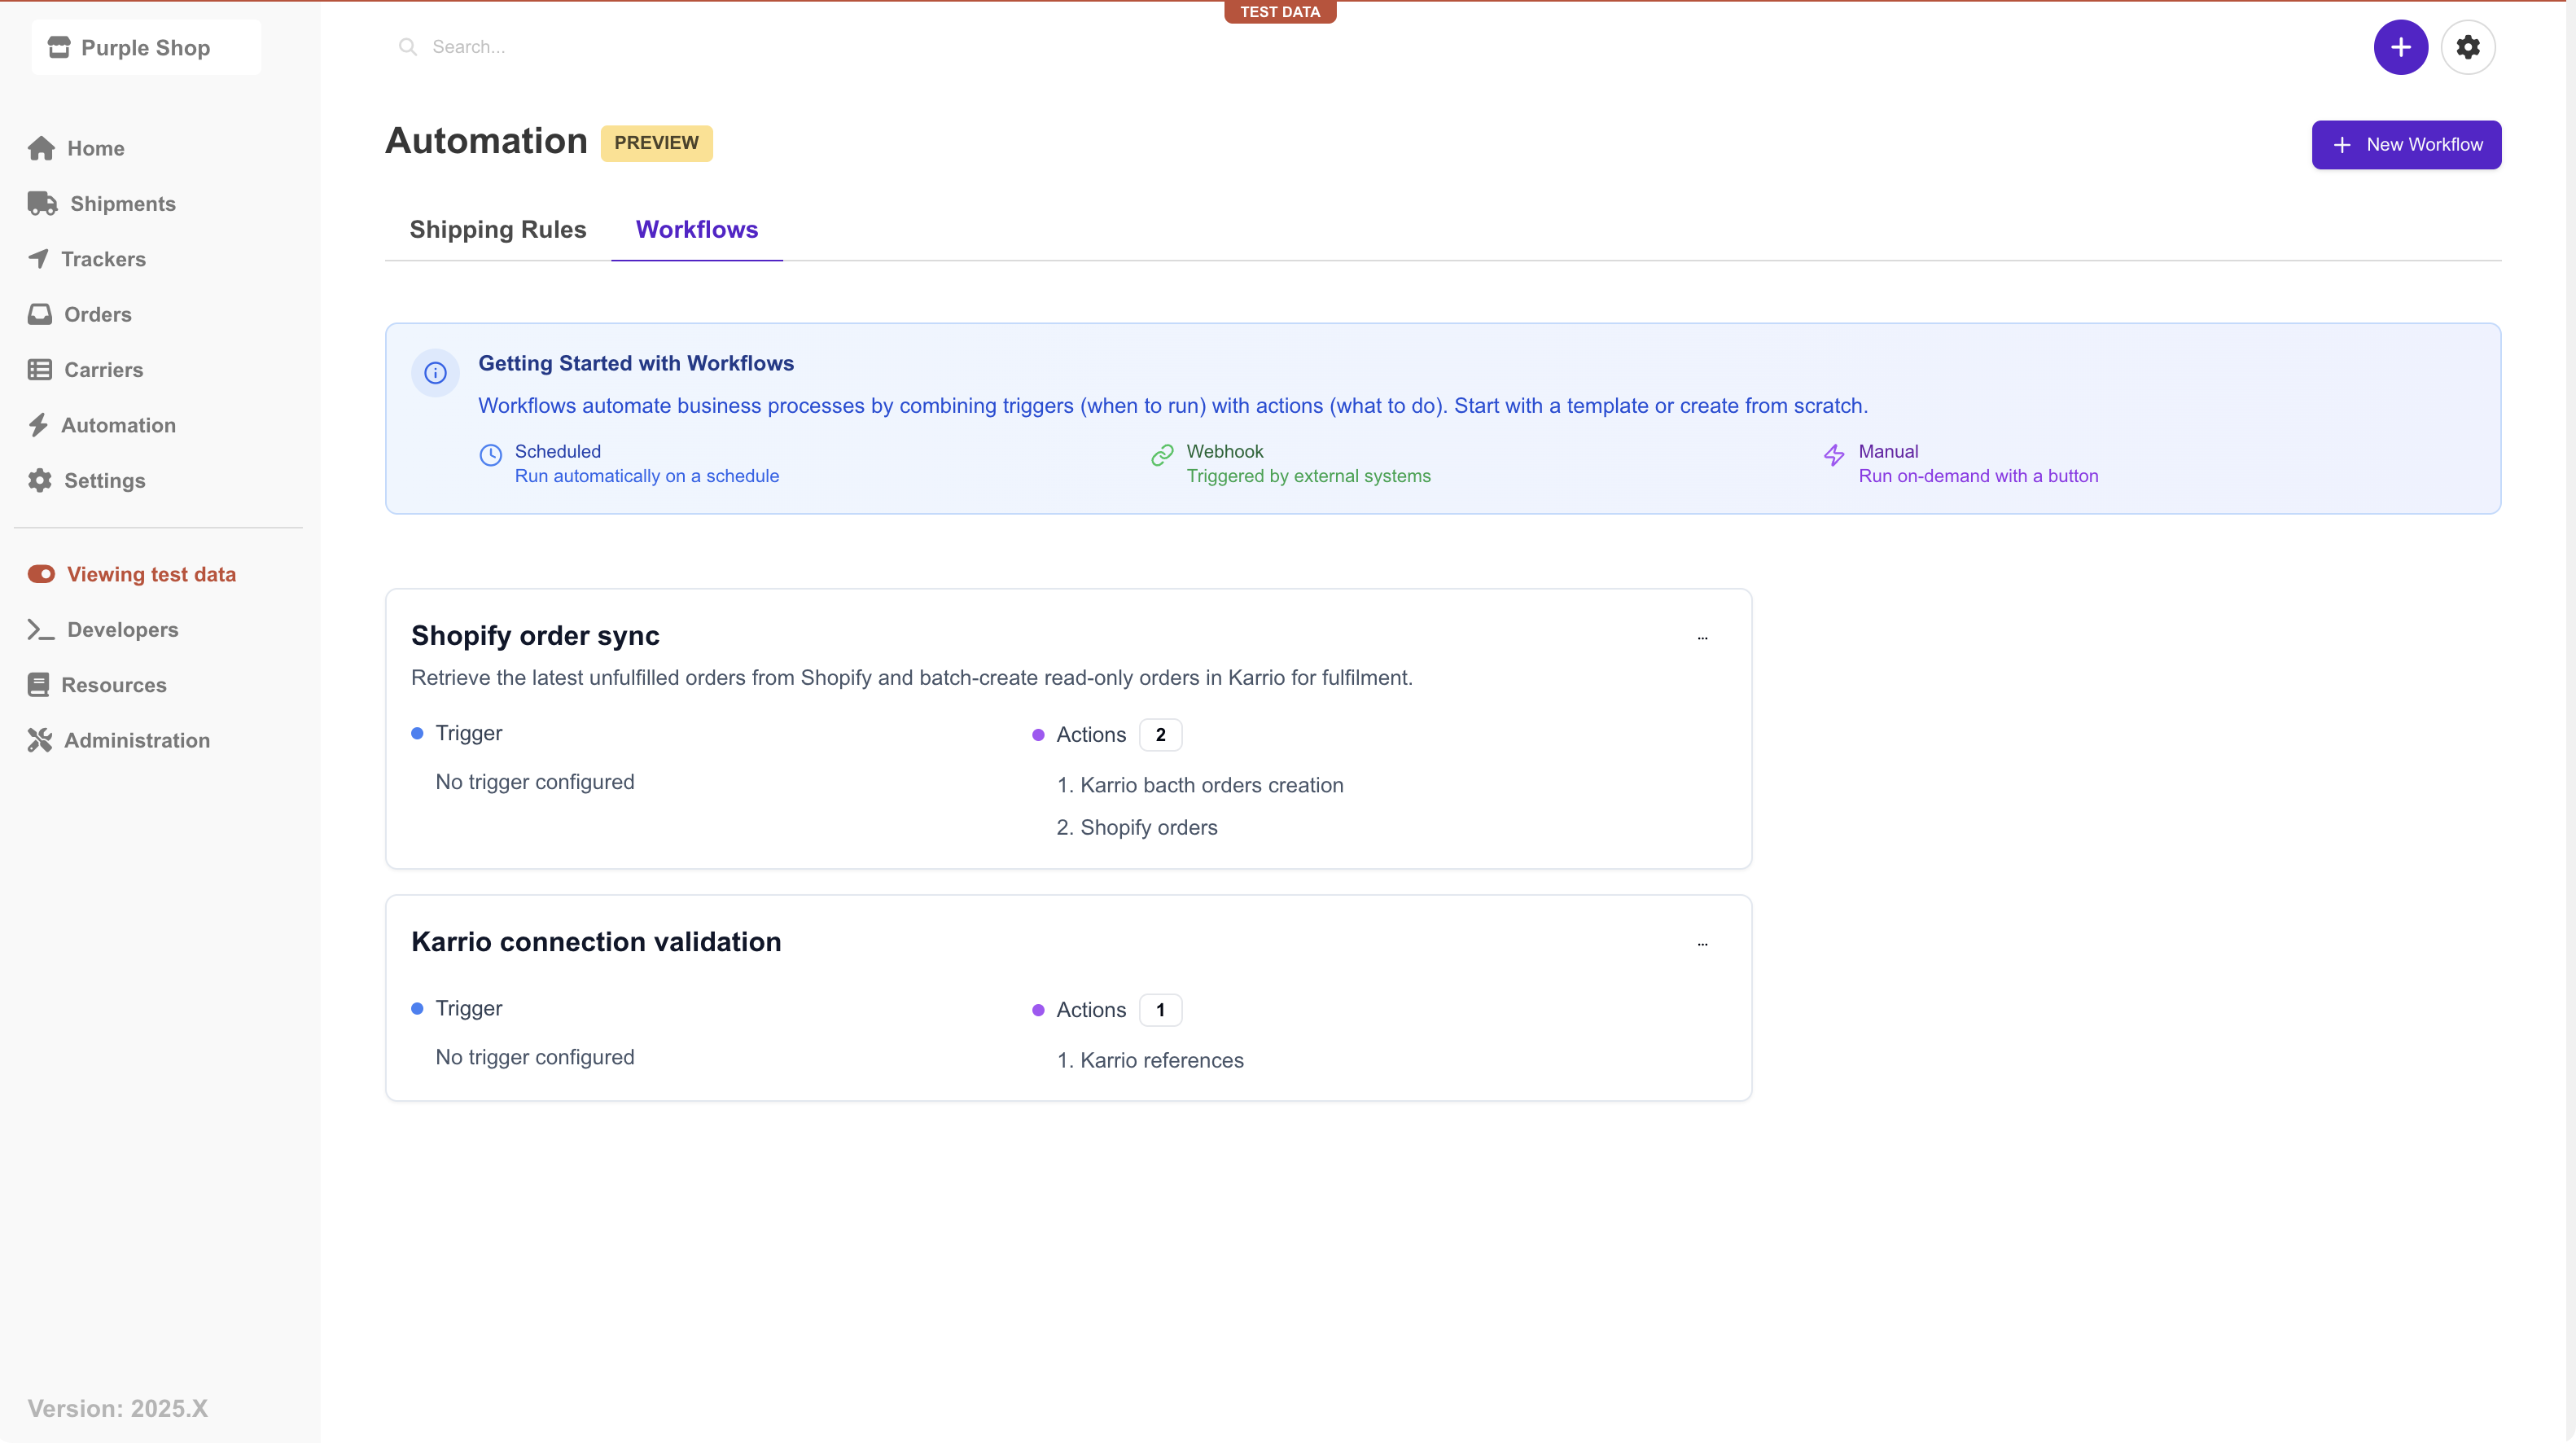 TEST DATA
Purple Shop
Search...
Home
Shipments
Trackers
Orders
Carriers
Automation
Settings
Viewing test data
Developers
Resources
Administration
Version: 2025.X
Automation PREVIEW
New Workflow
Shipping Rules Workflows
Getting Started with Workflows
Workflows automate business processes by combining triggers (when to run) with actions (what to do). Start with a template or create from scratch.
Scheduled
Run automatically on a schedule
Webhook
Triggered by external systems
Manual
Run on-demand with a button
Shopify order sync
...
Retrieve the latest unfulfilled orders from Shopify and batch-create read-only orders in Karrio for fulfilment.
Trigger
No trigger configured
Actions 2
1. Karrio bacth orders creation
2. Shopify orders
Karrio connection validation
...
Trigger
No trigger configured
Actions 1
1. Karrio references